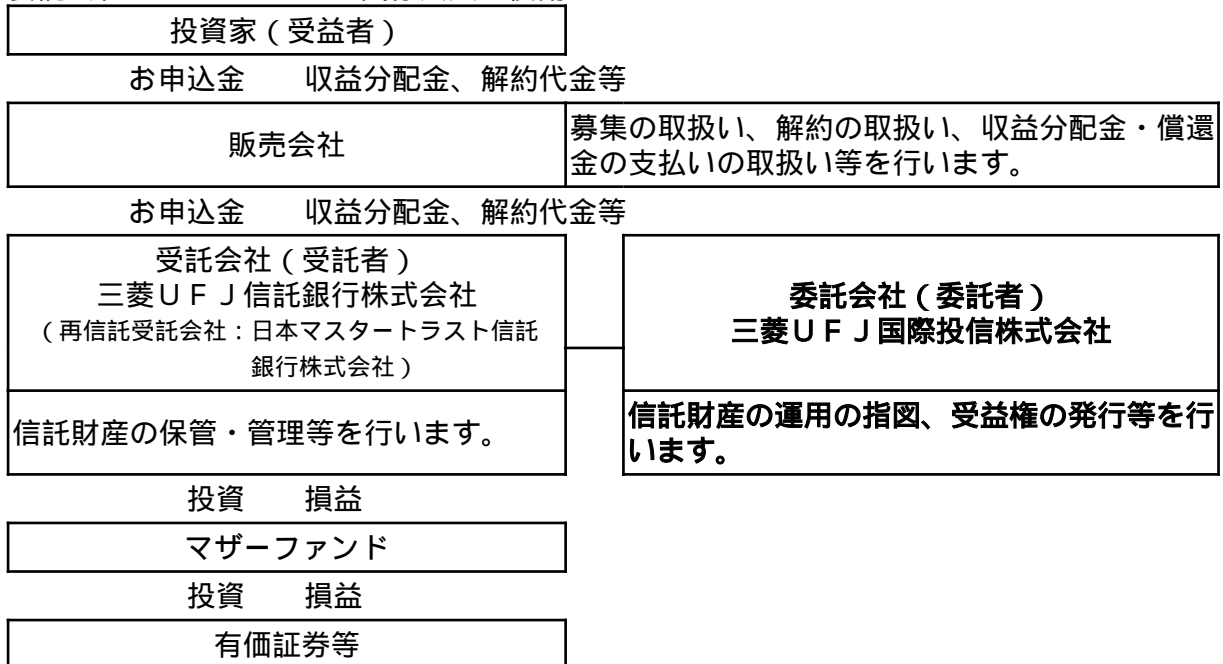 投資家（受益者）
お申込金　　収益分配金、解約代金等
販売会社
募集の取扱い、解約の取扱い、収益分配金・償還
金の支払いの取扱い等を行います。
お申込金　　収益分配金、解約代金等
受託会社（受託者）
三菱ＵＦＪ信託銀行株式会社
（再信託受託会社：日本マスタートラスト信託
銀行株式会社）
委託会社（委託者）
三菱ＵＦＪ国際投信株式会社
信託財産の保管・管理等を行います。
信託財産の運用の指図、受益権の発行等を行
います。
投資　　損益
マザーファンド
投資　　損益
有価証券等